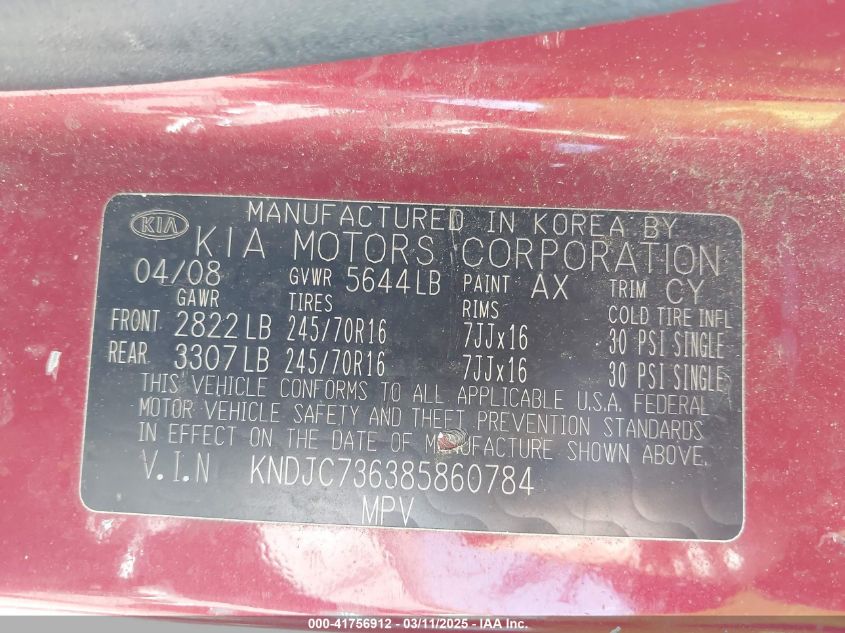 KIA
MANUFACTURED IN KOREA BY
KIA MOTORS CORPORATION
04/08 GVWR 5644LB PAINT AX TRIM CY
GAWR TIRES RIMS COLD TIRE INFL
FRONT 2822LB 245/70R16 7JJx16 30 PSI SINGLE
REAR 3307LB 245/70R16 7JJx16 30 PSI SINGLE
THIS VEHICLE CONFORMS TO ALL APPLICABLE U.S.A. FEDERAL
MOTOR VEHICLE SAFETY AND THEFT PREVENTION STANDARDS
IN EFFECT ON THE DATE OF MANUFACTURE SHOWN ABOVE.
V.I.N KNDJC736385860784
MPV
000-41756912 - 03/11/2025 - IAA Inc.